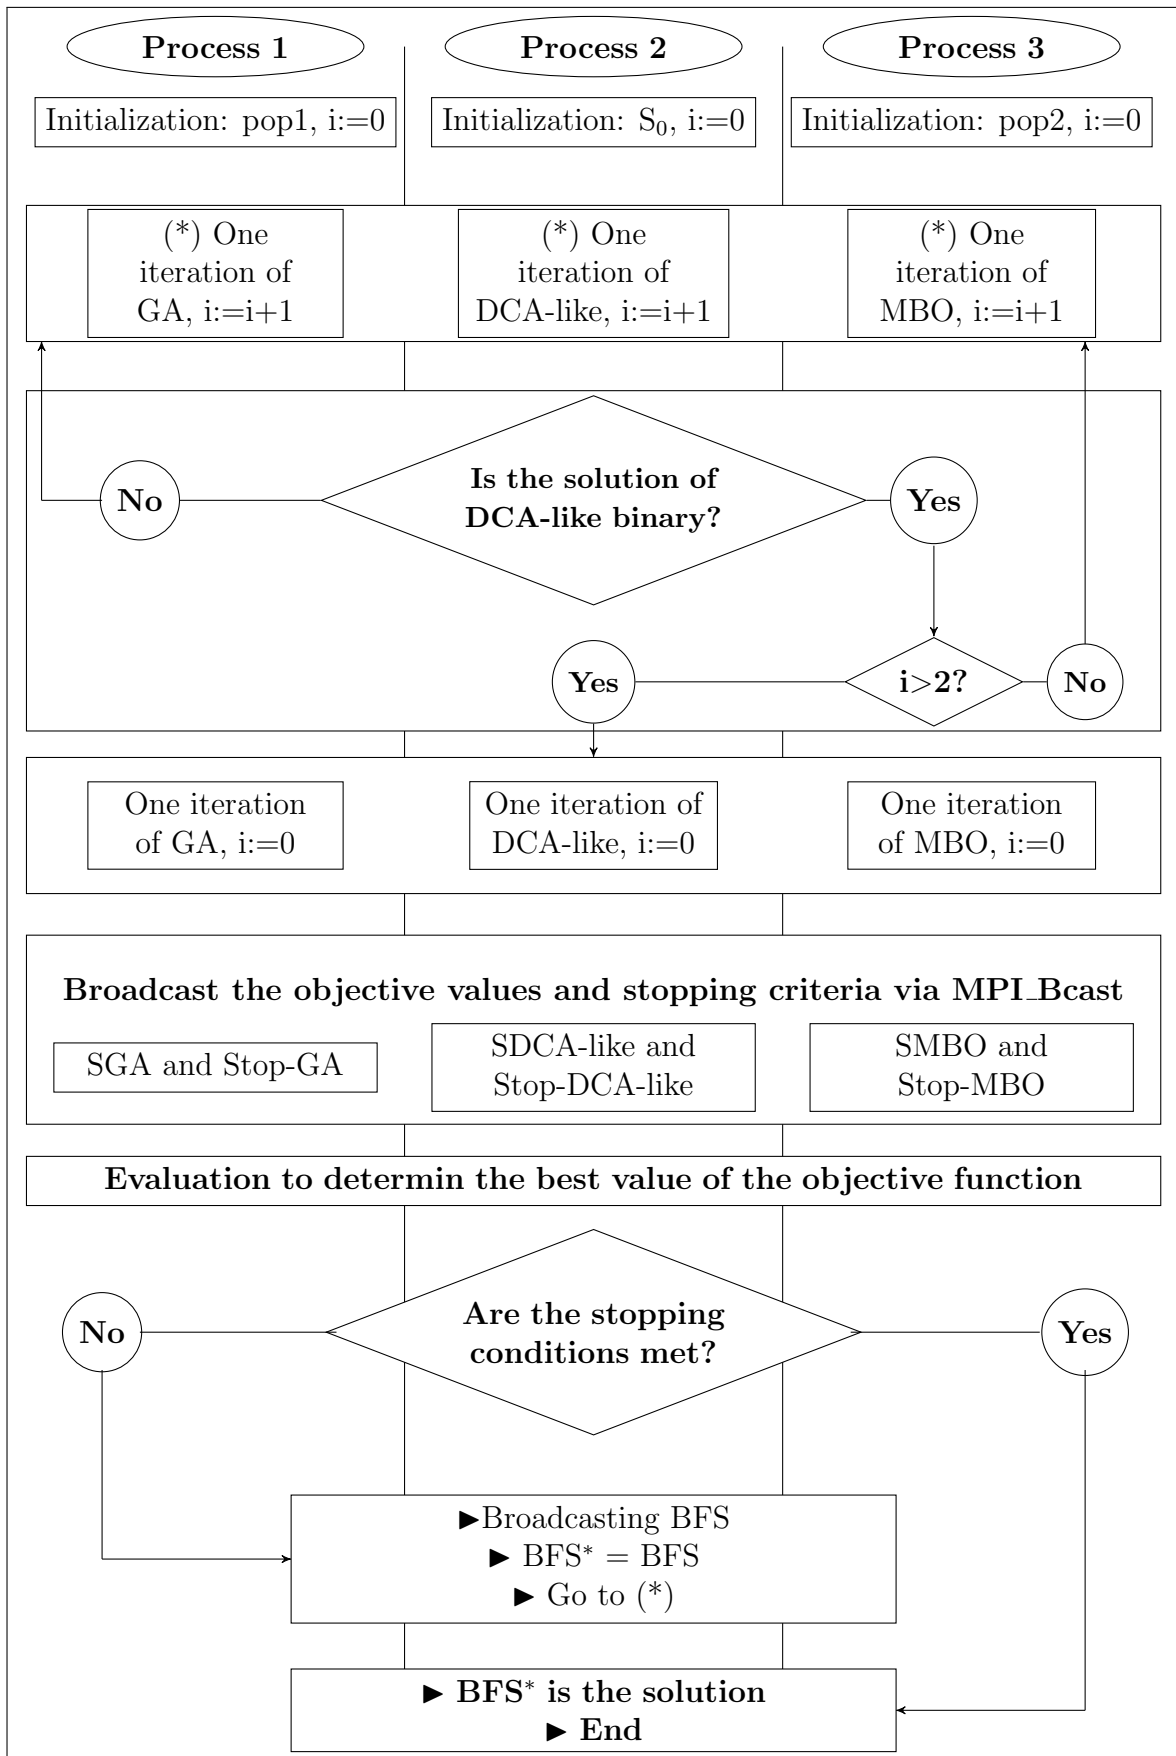 Process 1
Process 2
Process 3
Initialization: pop1, i:=0
Initialization: S₀, i:=0
Initialization: pop2, i:=0
(*) One
iteration of
GA, i:=i+1
(*) One
iteration of
DCA-like, i:=i+1
(*) One
iteration of
MBO, i:=i+1
Is the solution of
DCA-like binary?
No
Yes
i>2?
Yes
No
One iteration
of GA, i:=0
One iteration of
DCA-like, i:=0
One iteration
of MBO, i:=0
Broadcast the objective values and stopping criteria via MPI_Bcast
SGA and Stop-GA
SDCA-like and
Stop-DCA-like
SMBO and
Stop-MBO
Evaluation to determin the best value of the objective function
Are the stopping
conditions met?
No
Yes
►Broadcasting BFS
► BFS* = BFS
► Go to (*)
► BFS* is the solution
► End